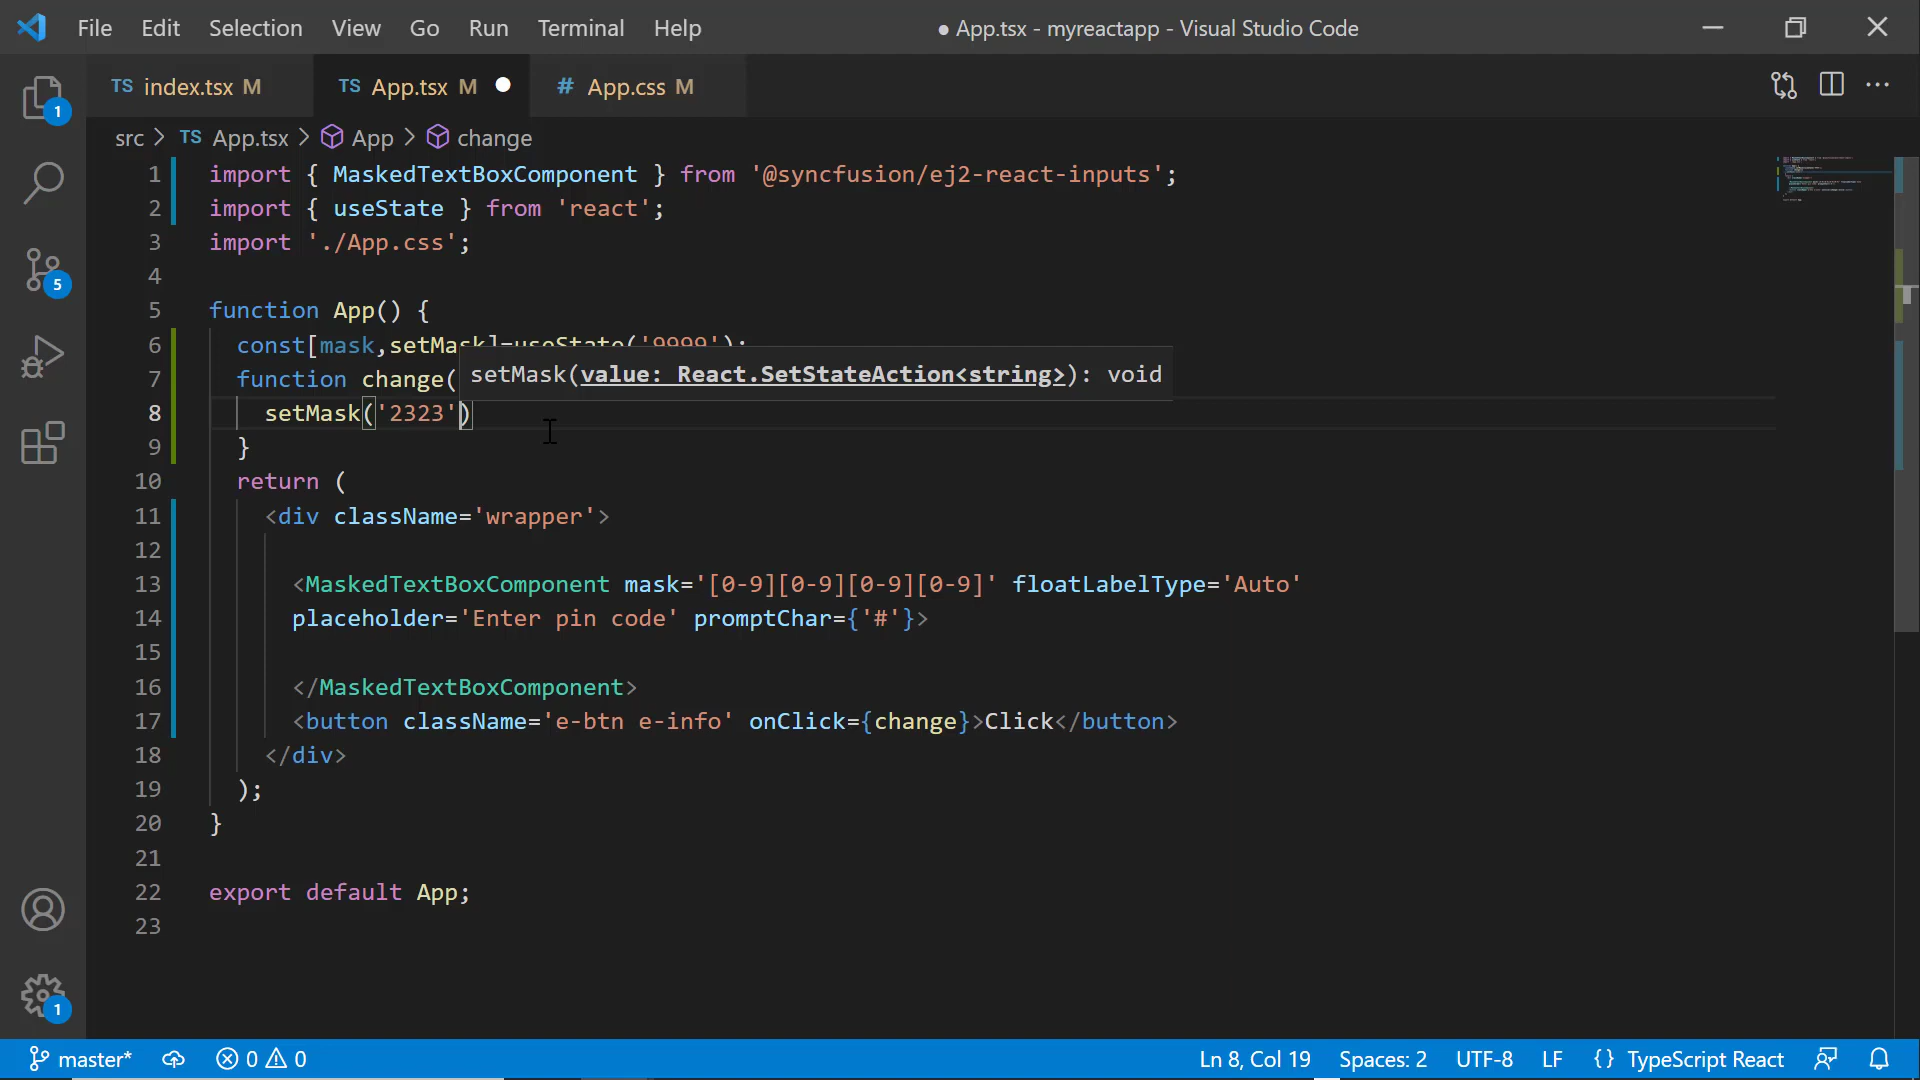 File Edit Selection View Go Run Terminal Help ● App.tsx - myreactapp - Visual Studio Code
TS index.tsx M TS App.tsx M # App.css M
src > TS App.tsx > App > change
1 import { MaskedTextBoxComponent } from '@syncfusion/ej2-react-inputs';
2 import { useState } from 'react';
3 import './App.css';
4
5 function App() {
6 const[mask,setMask]=useState('9999');
7 function change(
setMask(value: React.SetStateAction<string>): void
8 setMask('2323')
9 }
10 return (
11 <div className='wrapper'>
12
13 <MaskedTextBoxComponent mask='[0-9][0-9][0-9][0-9]' floatLabelType='Auto'
14 placeholder='Enter pin code' promptChar={'#'}>
15
16 </MaskedTextBoxComponent>
17 <button className='e-btn e-info' onClick={change}>Click</button>
18 </div>
19 );
20 }
21
22 export default App;
23
1
5
1
master* 0 0 Ln 8, Col 19 Spaces: 2 UTF-8 LF {} TypeScript React